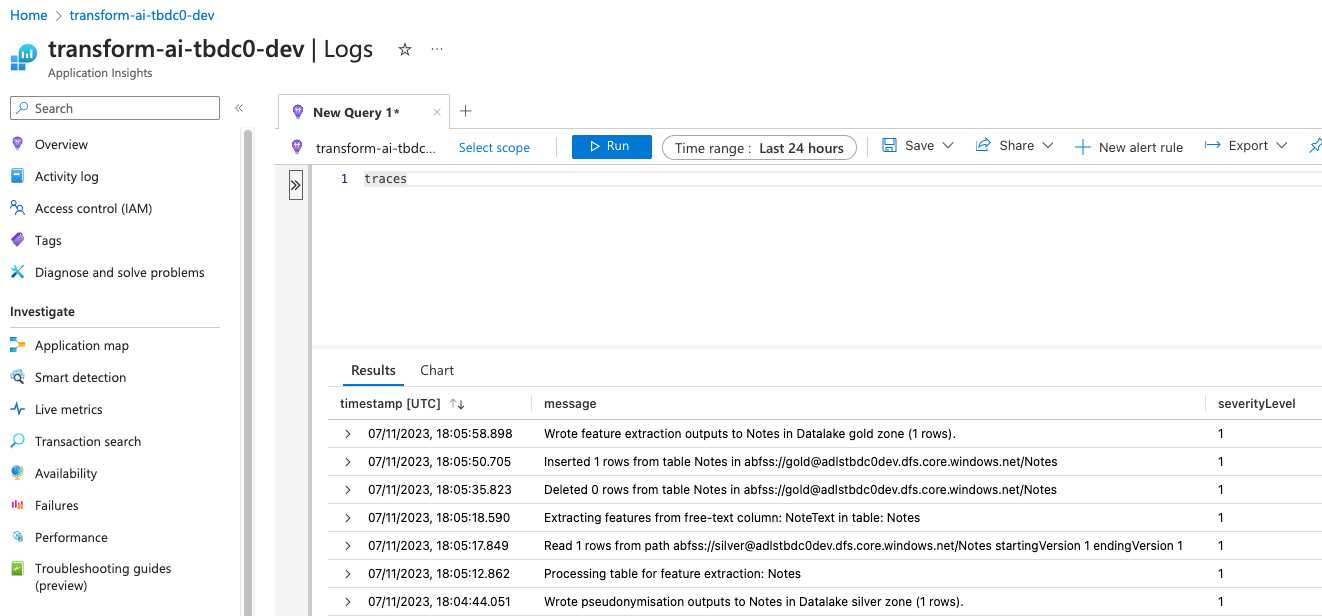 Home > transform-ai-tbdc0-dev
transform-ai-tbdc0-dev | Logs
Application Insights
Search
Overview
Activity log
Access control (IAM)
Tags
Diagnose and solve problems
Investigate
Application map
Smart detection
Live metrics
Transaction search
Availability
Failures
Performance
Troubleshooting guides
(preview)
New Query 1*
transform-ai-tbdc... Select scope Run Time range : Last 24 hours Save Share New alert rule Export
1 traces
Results Chart
timestamp [UTC] message severityLevel
07/11/2023, 18:05:58.898 Wrote feature extraction outputs to Notes in Datalake gold zone (1 rows). 1
07/11/2023, 18:05:50.705 Inserted 1 rows from table Notes in abfss://gold@adlstbdc0dev.dfs.core.windows.net/Notes 1
07/11/2023, 18:05:35.823 Deleted 0 rows from table Notes in abfss://gold@adlstbdc0dev.dfs.core.windows.net/Notes 1
07/11/2023, 18:05:18.590 Extracting features from free-text column: NoteText in table: Notes 1
07/11/2023, 18:05:17.849 Read 1 rows from path abfss://silver@adlstbdc0dev.dfs.core.windows.net/Notes startingVersion 1 endingVersion 1 1
07/11/2023, 18:05:12.862 Processing table for feature extraction: Notes 1
07/11/2023, 18:04:44.051 Wrote pseudonymisation outputs to Notes in Datalake silver zone (1 rows). 1